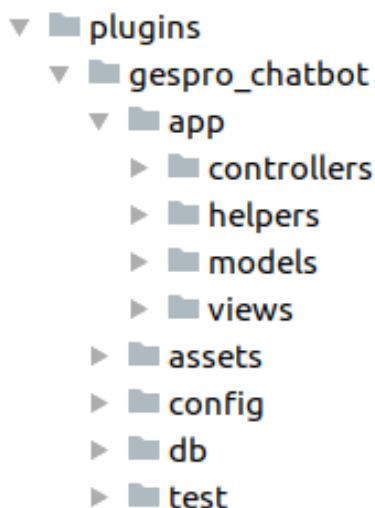 plugins
gespro_chatbot
app
controllers
helpers
models
views
assets
config
db
test